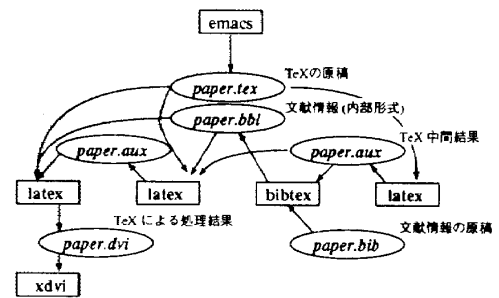 emacs
TeXの原稿
paper.tex
文献情報(内部形式)
paper.bbl
TeX 中間結果
paper.aux
paper.aux
latex
latex
bibtex
latex
TeX による処理結果
文献情報の原稿
paper.dvi
paper.bib
xdvi